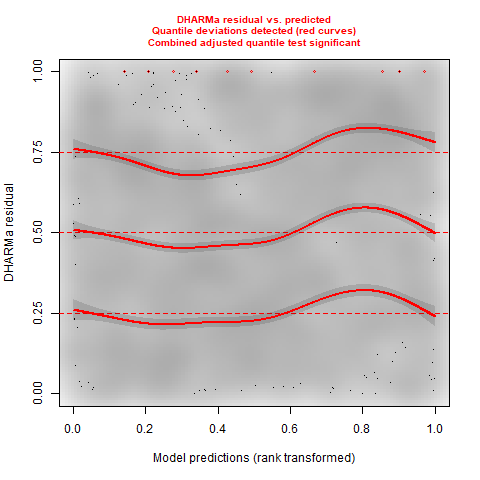 DHARMa residual vs. predicted
Quantile deviations detected (red curves)
Combined adjusted quantile test significant
1.00
0.75
0.50
0.25
0.00
DHARMa residual
0.0 0.2 0.4 0.6 0.8 1.0
Model predictions (rank transformed)